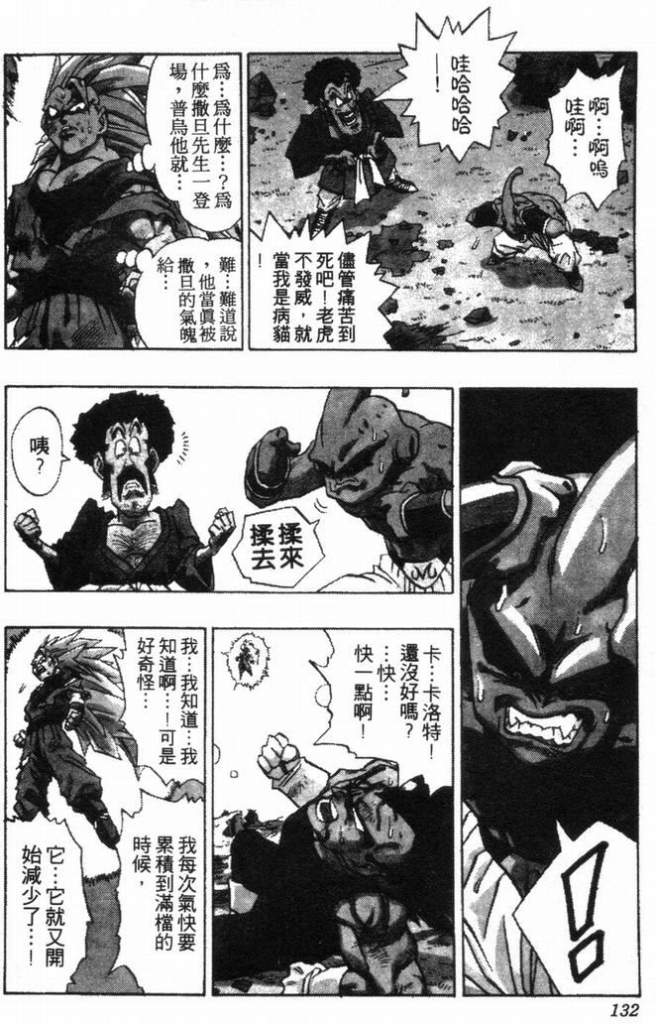 啊…啊嗚
哇啊…
哇哈哈哈
—！
儘管痛苦到
死吧！老虎
不發威，就
當我是病貓
！
為…為什麼…？為
什麼撒旦先生一登
場，普烏他就…
難…難道說
，他當真被
撒旦的氣魄
給…
！
揉來
揉去
咦？
卡…卡洛特！
還沒好嗎？
…快…
快一點啊！
我…我知道…我
知道啊…！可是
好奇怪…
我每次氣快要
累積到滿檔的
時候，
它…它就又開
始減少了…！
132